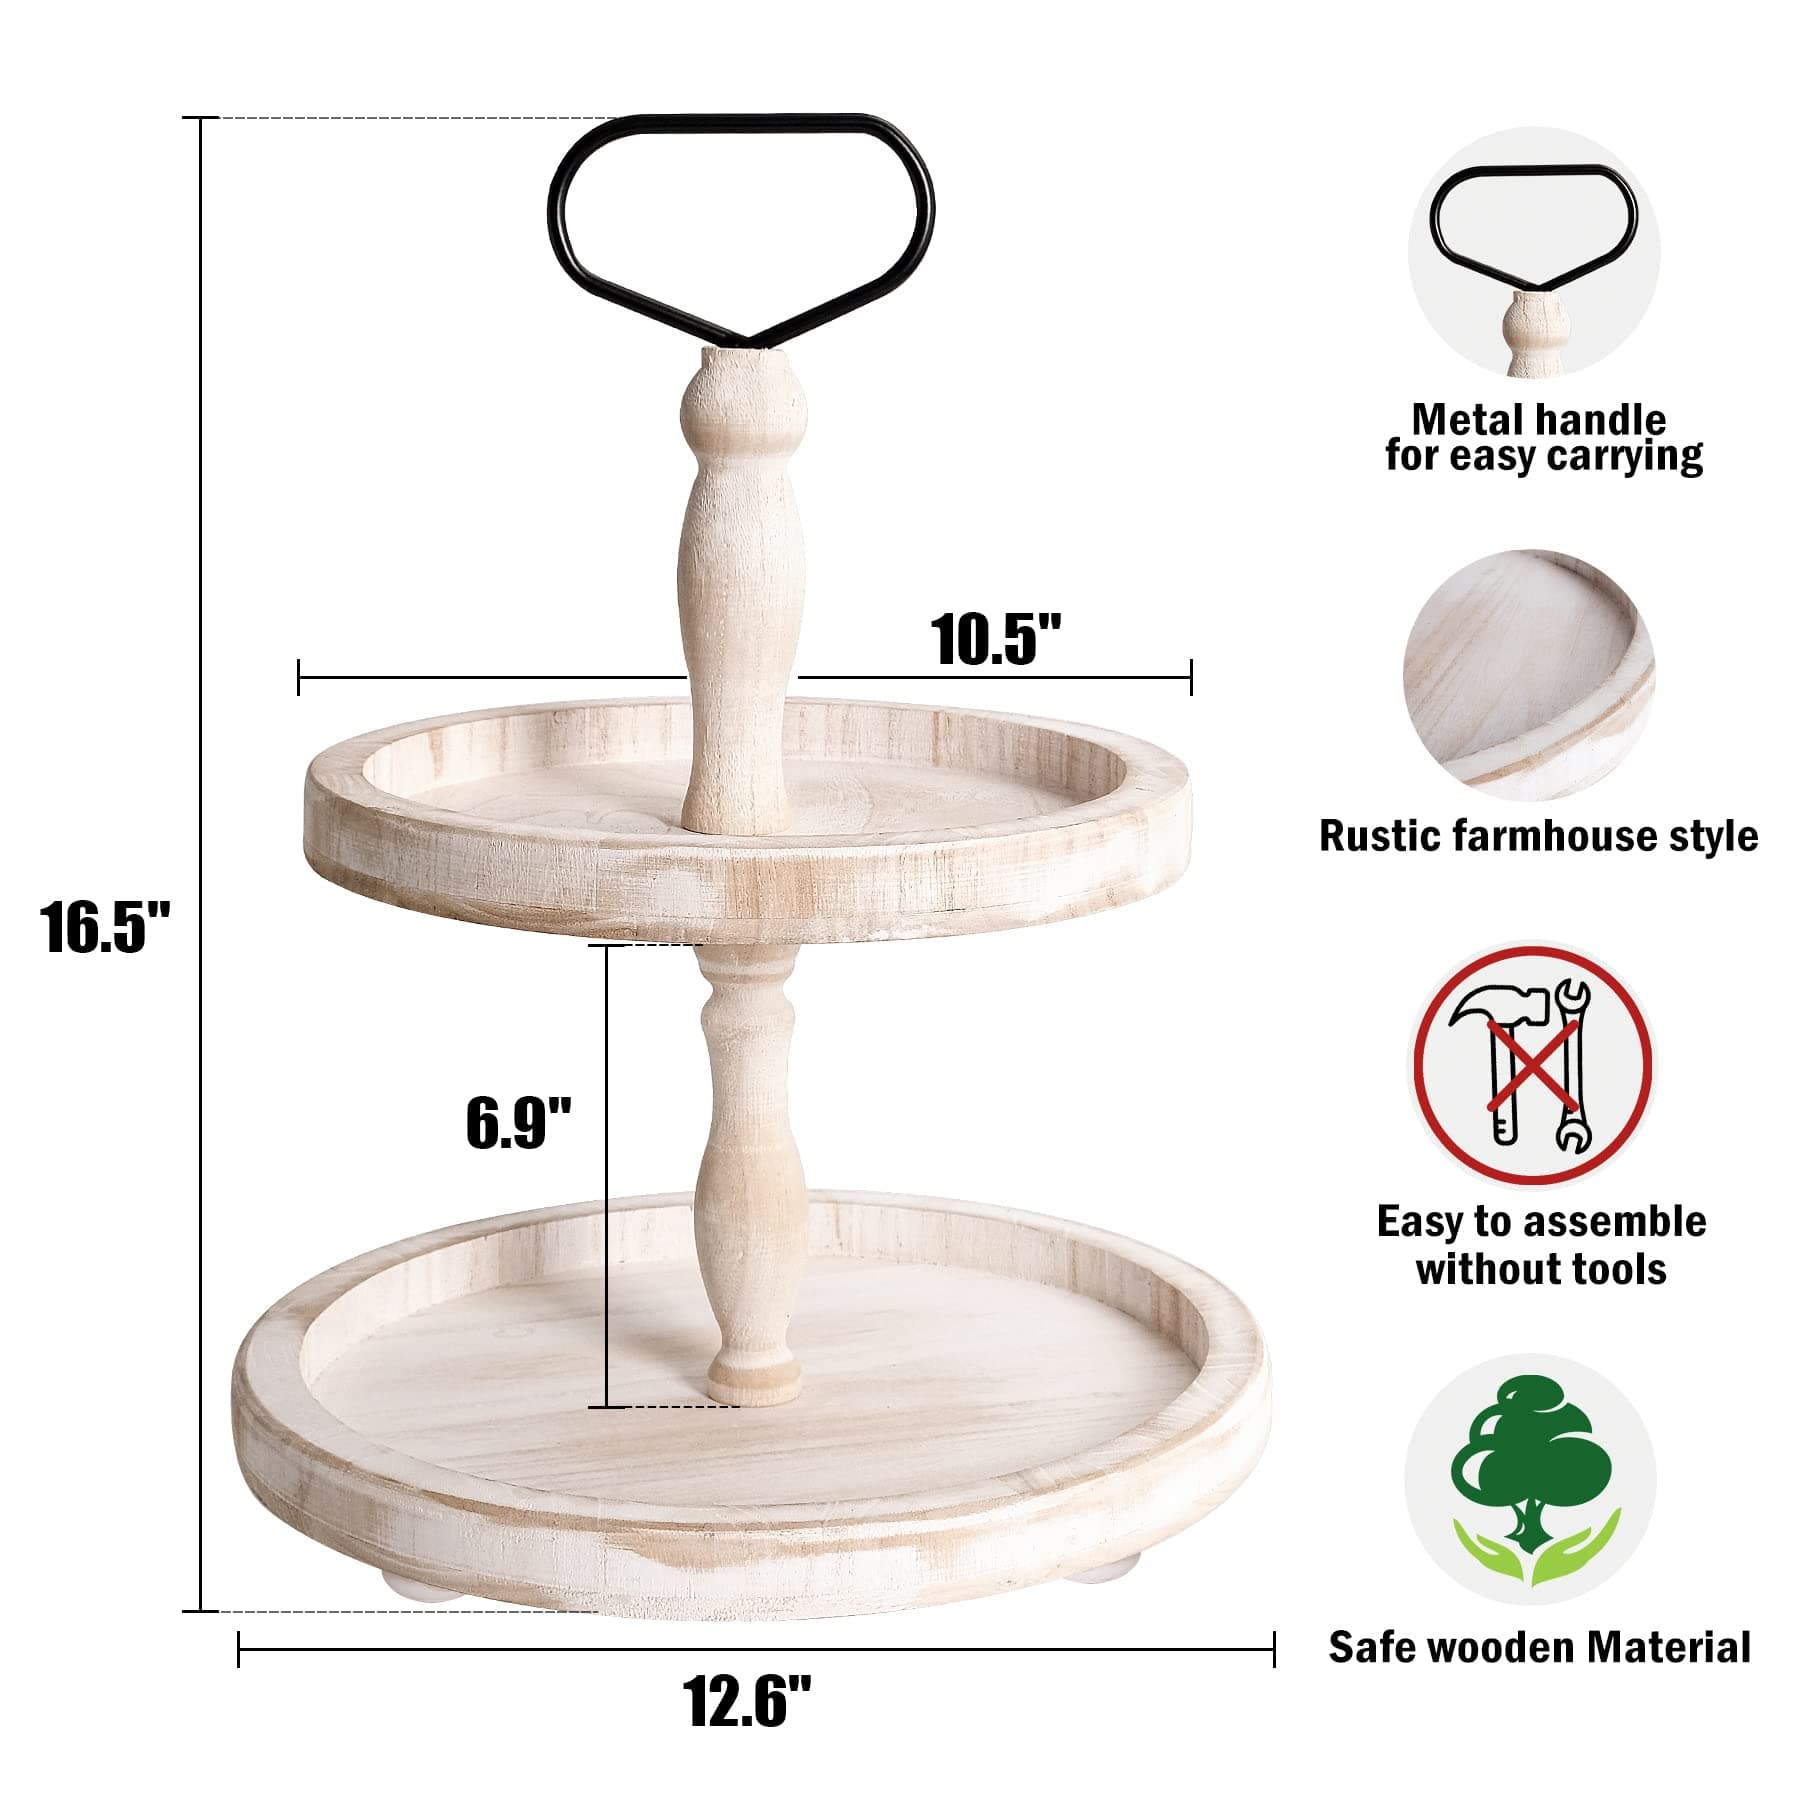 Metal handle
for easy carrying
10.5"
Rustic farmhouse style
16.5"
6.9"
Easy to assemble
without tools
Safe wooden Material
12.6"